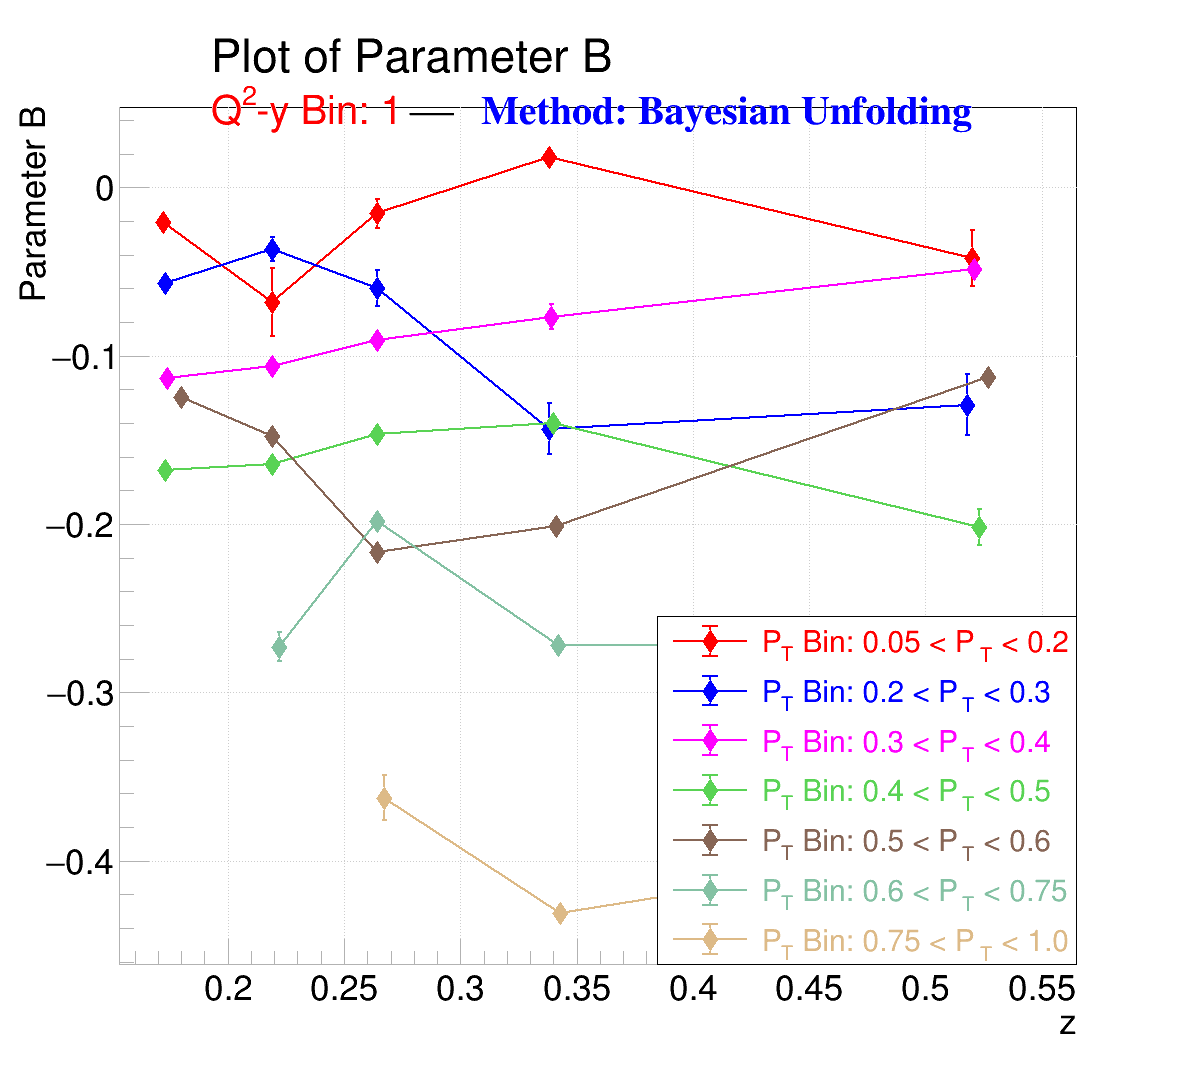 Plot of Parameter B
Q2-y Bin: 1 — Method: Bayesian Unfolding
Parameter B
0
−0.1
−0.2
−0.3
−0.4
PT Bin: 0.05 < PT < 0.2
PT Bin: 0.2 < PT < 0.3
PT Bin: 0.3 < PT < 0.4
PT Bin: 0.4 < PT < 0.5
PT Bin: 0.5 < PT < 0.6
PT Bin: 0.6 < PT < 0.75
PT Bin: 0.75 < PT < 1.0
0.2 0.25 0.3 0.35 0.4 0.45 0.5 0.55
z